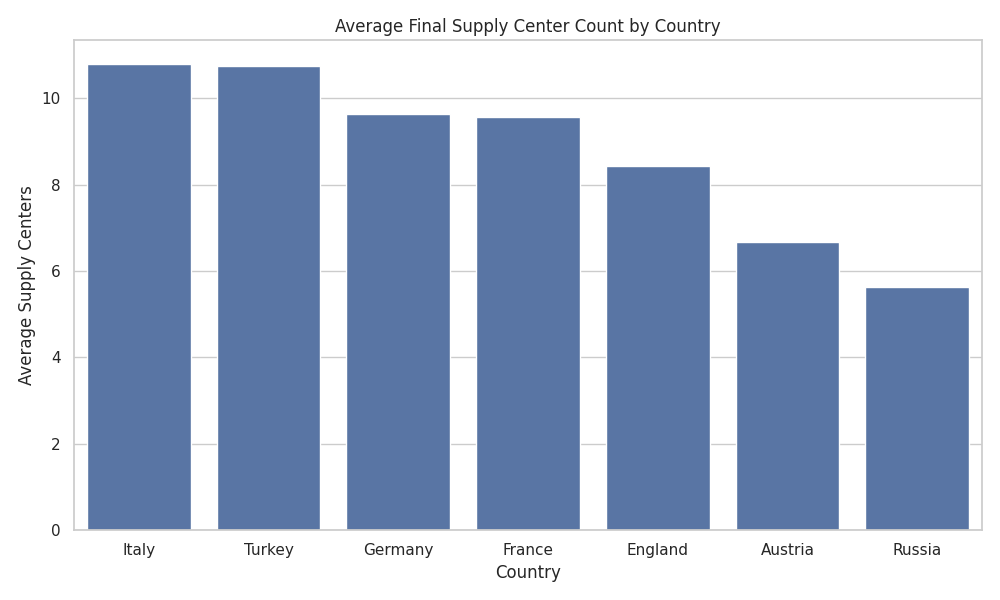 Average Final Supply Center Count by Country
Average Supply Centers
10
8
6
4
2
0
Italy Turkey Germany France England Austria Russia
Country